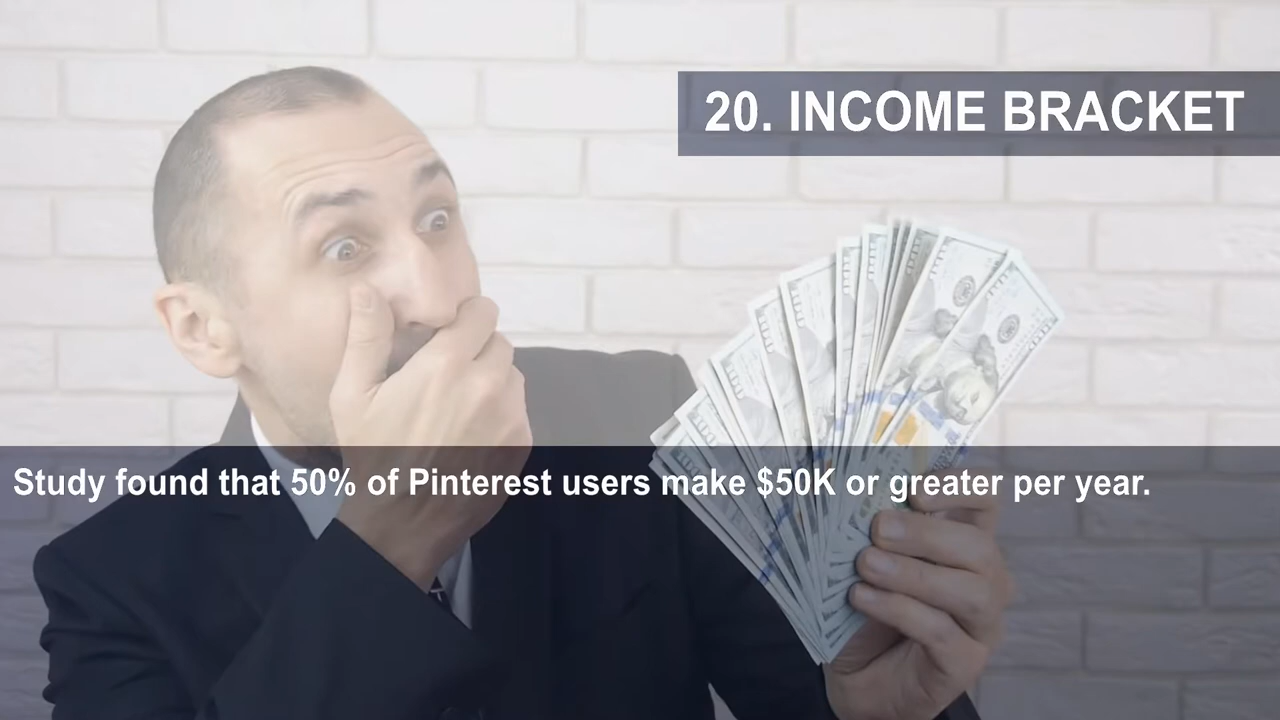 20. INCOME BRACKET
Study found that 50% of Pinterest users make $50K or greater per year.